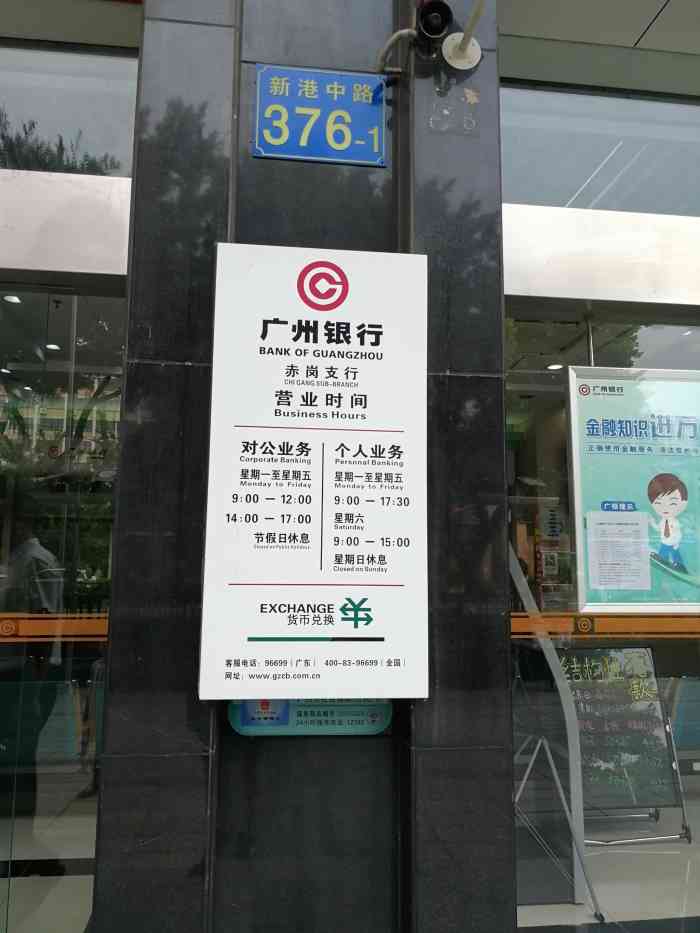 新港中路
376-1
广州银行
BANK OF GUANGZHOU
赤岗支行
CHI GANG SUB-BRANCH
营业时间
Business Hours
对公业务
Corporate Banking
星期一至星期五
Monday to Friday
9:00 — 12:00
14:00 — 17:00
节假日休息
Closed on Public Holidays
个人业务
Personal Banking
星期一至星期五
Monday to Friday
9:00 — 17:30
星期六
Saturday
9:00 — 15:00
星期日休息
Closed on Sunday
EXCHANGE
货币兑换
客服电话：96699（广东） 400-83-96699（全国）
网址：www.gzcb.com.cn
广州银行
金融知识进万